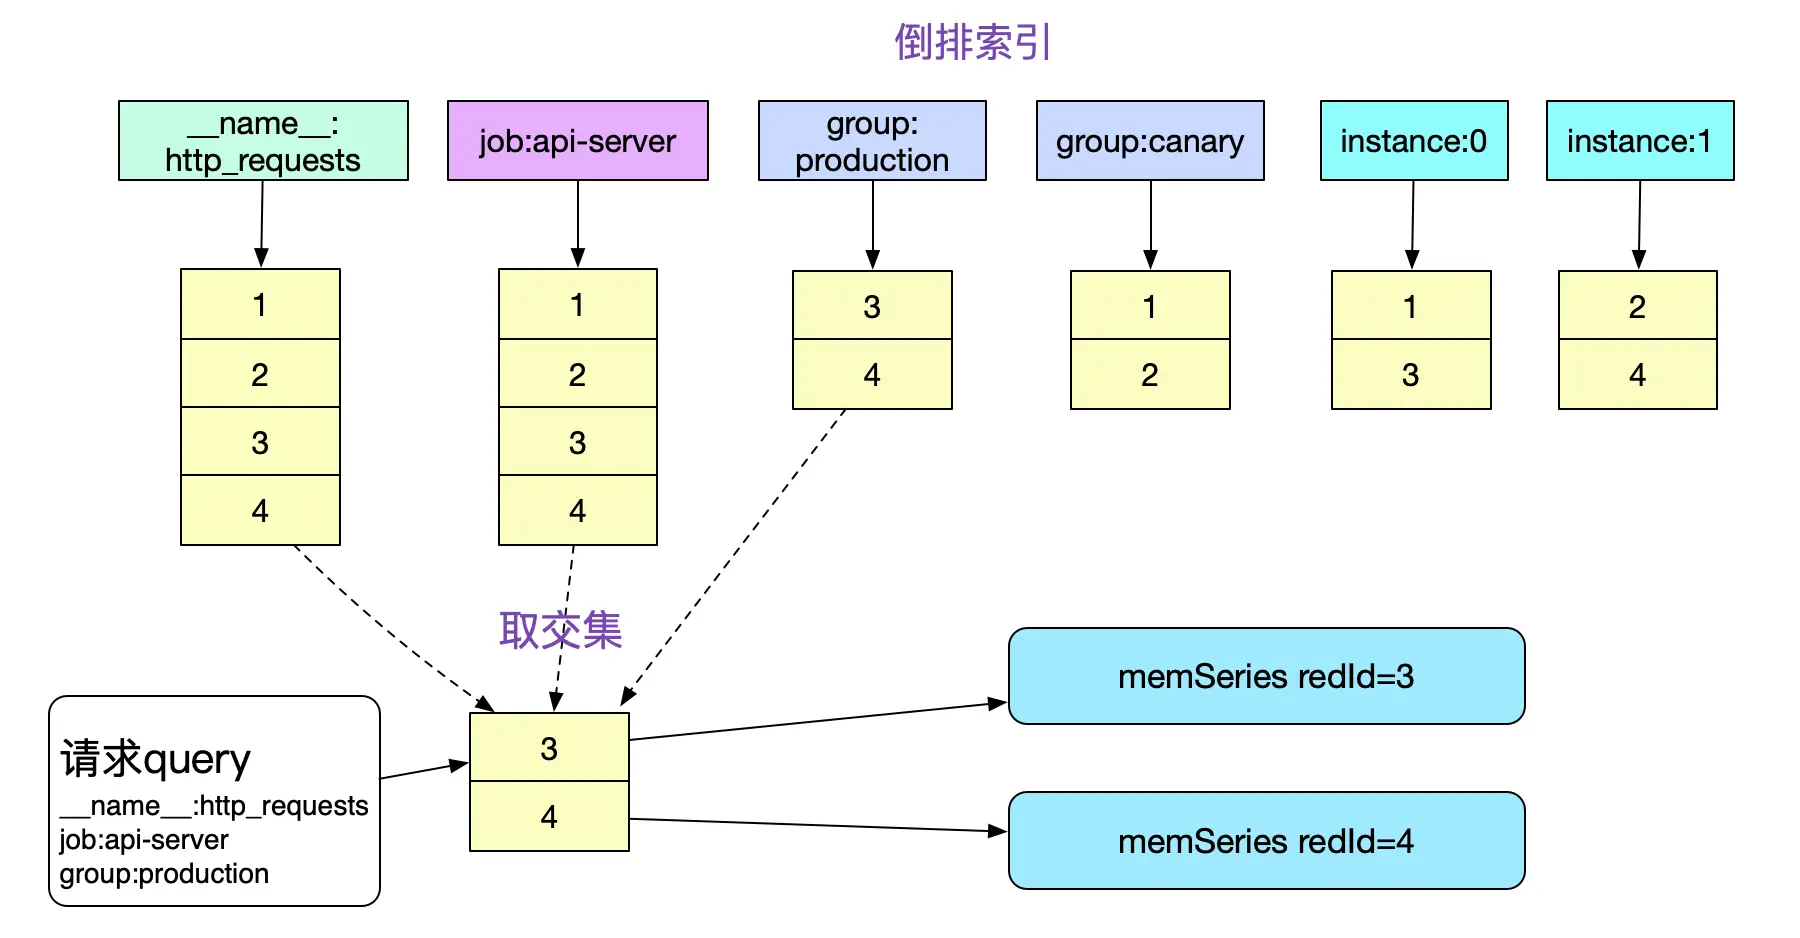 倒排索引
__name__:
http_requests
job:api-server
group:
production
group:canary
instance:0
instance:1
1
2
3
4
1
2
3
4
3
4
1
2
1
3
2
4
取交集
请求query
__name__:http_requests
job:api-server
group:production
3
4
memSeries redId=3
memSeries redId=4